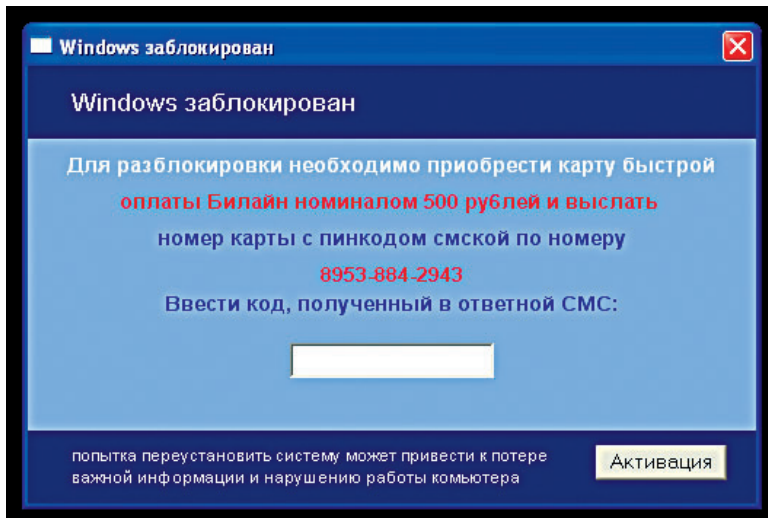 Windows заблокирован
Windows заблокирован
Для разблокировки необходимо приобрести карту быстрой
оплаты Билайн номиналом 500 рублей и выслать
номер карты с пинкодом смской по номеру
8953-884-2943
Ввести код, полученный в ответной СМС:
попытка переустановить систему может привести к потере
важной информации и нарушению работы комьютера
Активация